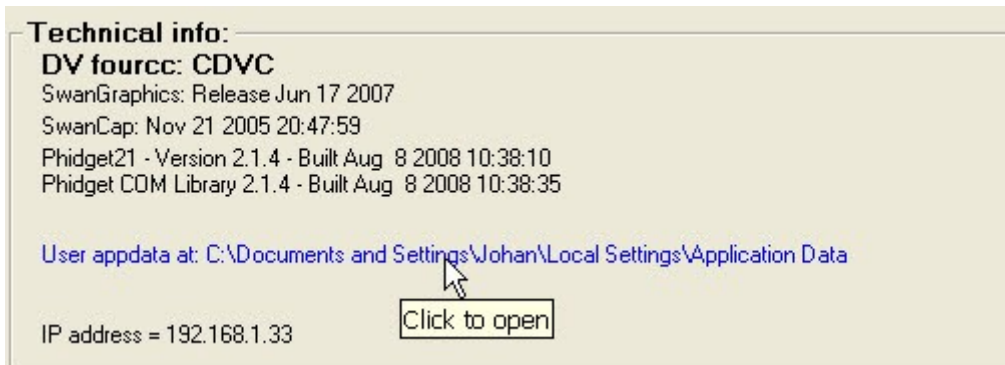 Technical info:
DV fourcc: CDVC
SwanGraphics: Release Jun 17 2007
SwanCap: Nov 21 2005 20:47:59
Phidget21 - Version 2.1.4 - Built Aug  8 2008 10:38:10
Phidget COM Library 2.1.4 - Built Aug  8 2008 10:38:35
User appdata at: C:\Documents and Settings\Johan\Local Settings\Application Data
Click to open
IP address = 192.168.1.33